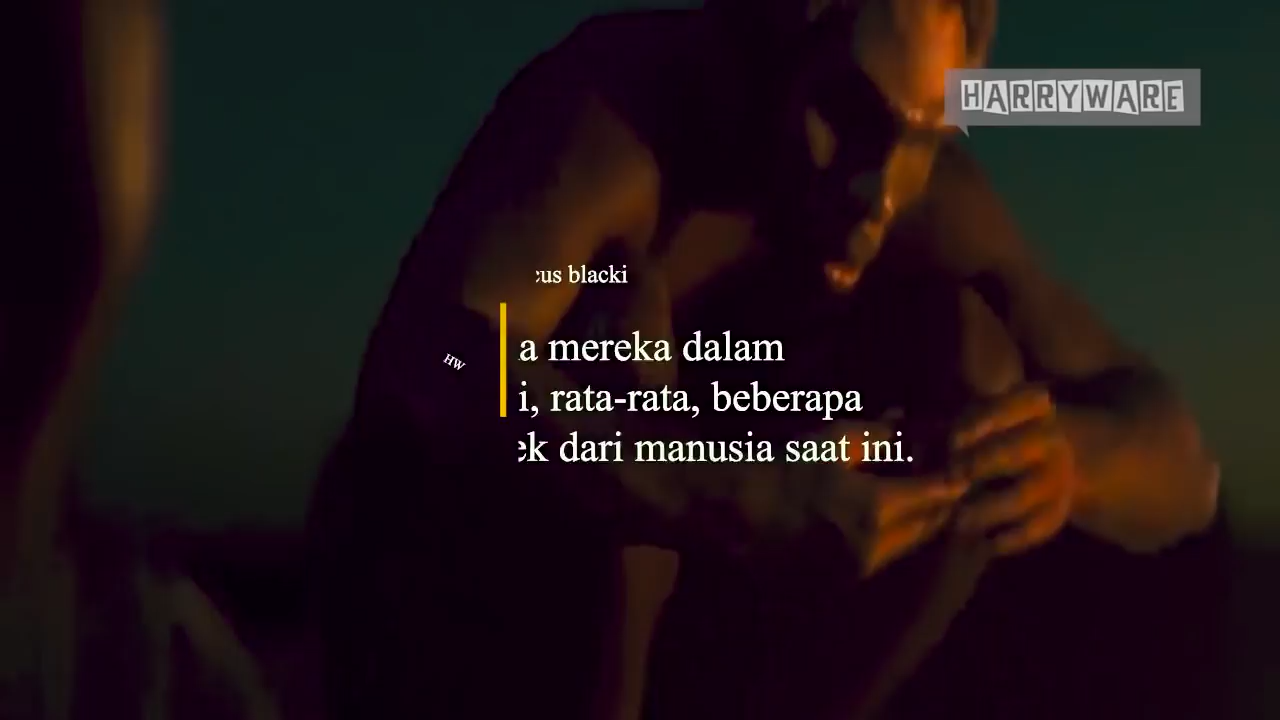 HARRYWARE
cus blacki
a mereka dalam
i, rata-rata, beberapa
ek dari manusia saat ini.
HW